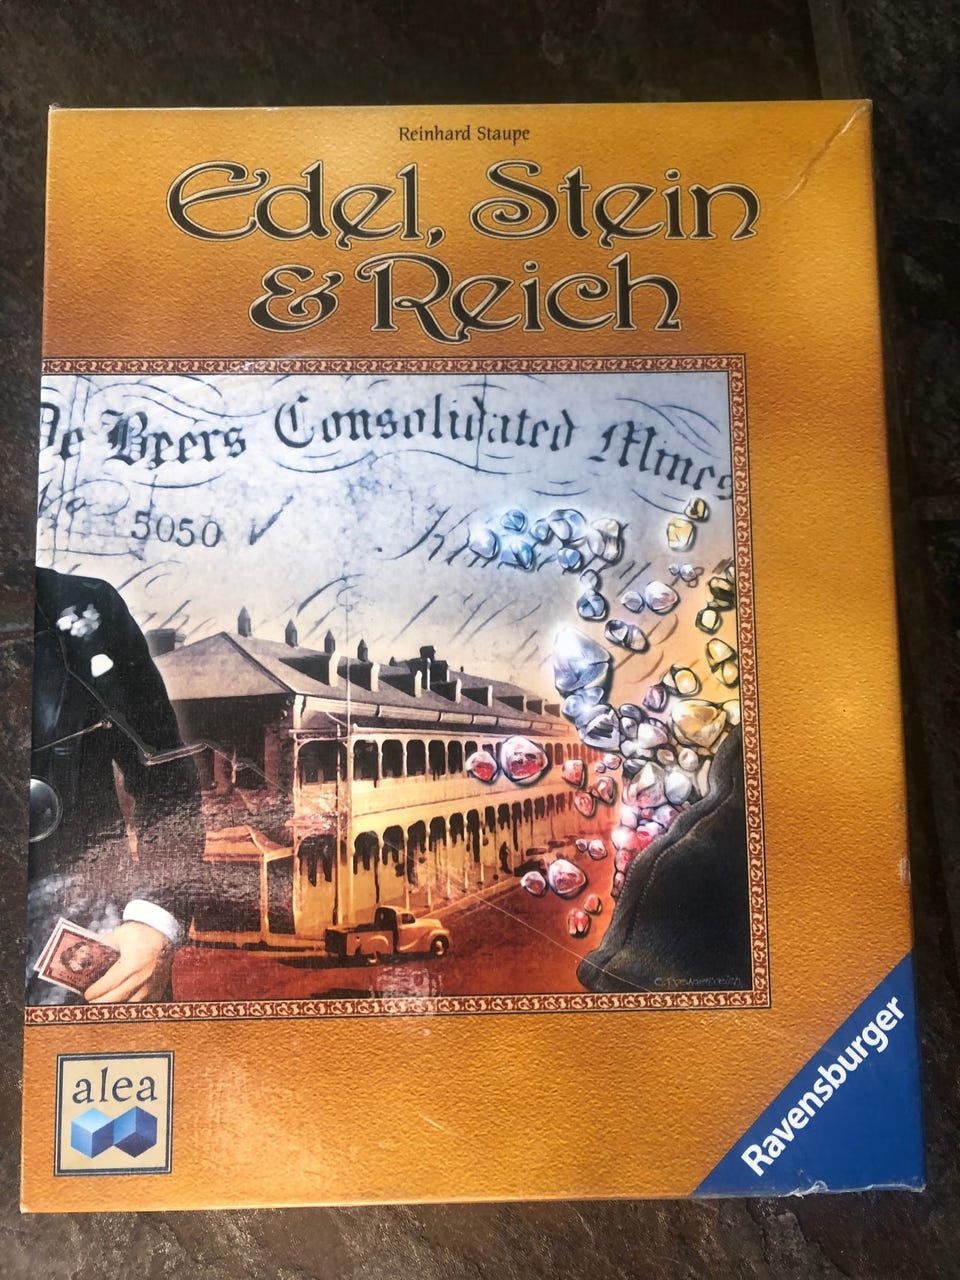 Reinhard Staupe
Edel, Stein
& Reich
De Beers Consolidated Mines
5050
alea
Ravensburger